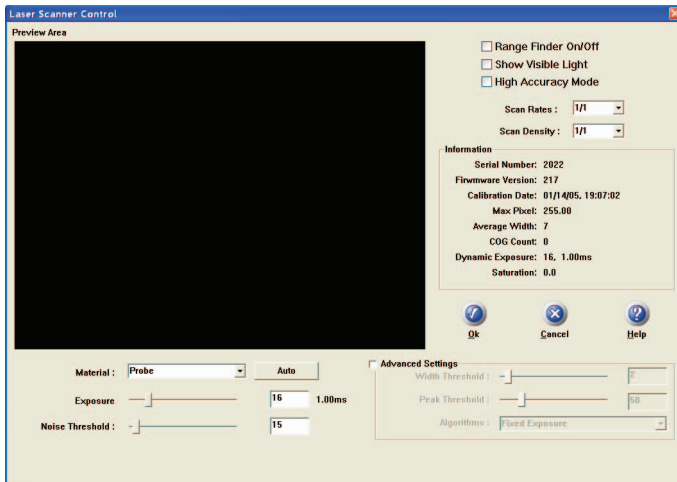 Laser Scanner Control
Preview Area
Range Finder On/Off
Show Visible Light
High Accuracy Mode
Scan Rates : 1/1
Scan Density : 1/1
Information
Serial Number: 2022
Firwmware Version: 217
Calibration Date: 01/14/05, 19:07:02
Max Pixel: 255.00
Average Width: 7
COG Count: 0
Dynamic Exposure: 16, 1.00ms
Saturation: 0.0
Ok Cancel Help
Material : Probe Auto
Exposure 16 1.00ms
Noise Threshold : 15
Advanced Settings
Width Threshold : 2
Peak Threshold : 50
Algorithms : Fixed Exposure